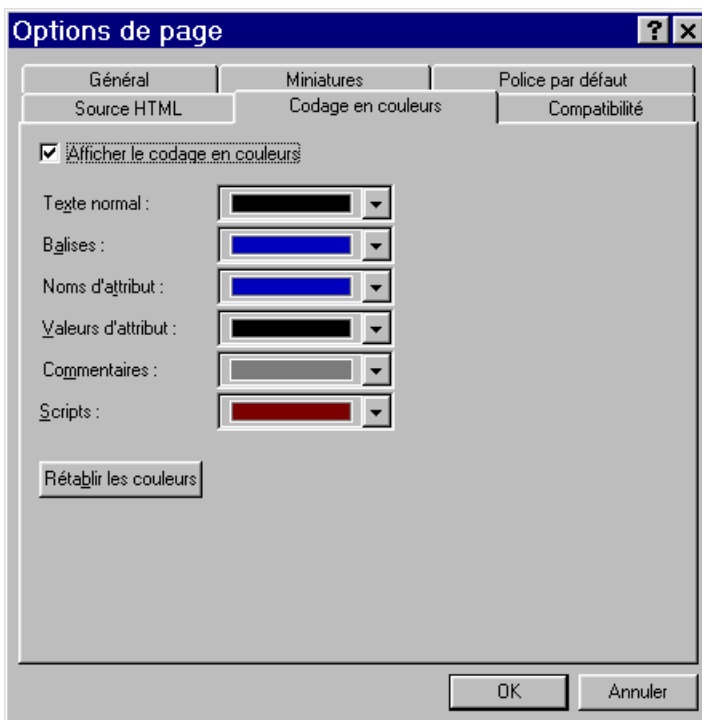 Options de page
Général Miniatures Police par défaut
Source HTML Codage en couleurs Compatibilité
Afficher le codage en couleurs
Texte normal :
Balises :
Noms d'attribut :
Valeurs d'attribut :
Commentaires :
Scripts :
Rétablir les couleurs
OK Annuler